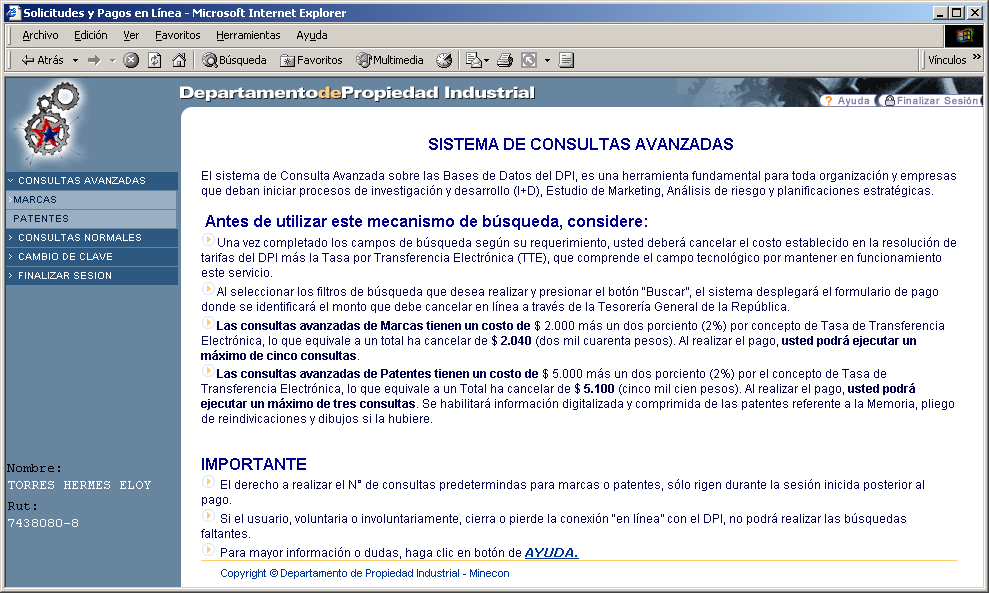 Solicitudes y Pagos en Línea - Microsoft Internet Explorer
Archivo Edición Ver Favoritos Herramientas Ayuda
Atrás Búsqueda Favoritos Multimedia Vínculos »
DepartamentodePropiedad Industrial
? Ayuda Finalizar Sesión
CONSULTAS AVANZADAS
MARCAS
PATENTES
> CONSULTAS NORMALES
> CAMBIO DE CLAVE
> FINALIZAR SESION
Nombre:
TORRES HERMES ELOY
Rut:
7438080-8
SISTEMA DE CONSULTAS AVANZADAS
El sistema de Consulta Avanzada sobre las Bases de Datos del DPI, es una herramienta fundamental para toda organización y empresas
que deban iniciar procesos de investigación y desarrollo (I+D), Estudio de Marketing, Análisis de riesgo y planificaciones estratégicas.
Antes de utilizar este mecanismo de búsqueda, considere:
Una vez completado los campos de búsqueda según su requerimiento, usted deberá cancelar el costo establecido en la resolución de
tarifas del DPI más la Tasa por Transferencia Electrónica (TTE), que comprende el campo tecnológico por mantener en funcionamiento
este servicio.
Al seleccionar los filtros de búsqueda que desea realizar y presionar el botón "Buscar", el sistema desplegará el formulario de pago
donde se identificará el monto que debe cancelar en línea a través de la Tesorería General de la República.
Las consultas avanzadas de Marcas tienen un costo de $ 2.000 más un dos porciento (2%) por concepto de Tasa de Transferencia
Electrónica, lo que equivale a un total ha cancelar de $ 2.040 (dos mil cuarenta pesos). Al realizar el pago, usted podrá ejecutar un
máximo de cinco consultas.
Las consultas avanzadas de Patentes tienen un costo de $ 5.000 más un dos porciento (2%) por el concepto de Tasa de
Transferencia Electrónica, lo que equivale a un Total ha cancelar de $ 5.100 (cinco mil cien pesos). Al realizar el pago, usted podrá
ejecutar un máximo de tres consultas. Se habilitará información digitalizada y comprimida de las patentes referente a la Memoria, pliego
de reindivicaciones y dibujos si la hubiere.
IMPORTANTE
El derecho a realizar el N° de consultas predetermindas para marcas o patentes, sólo rigen durante la sesión inicida posterior al
pago.
Si el usuario, voluntaria o involuntariamente, cierra o pierde la conexión "en línea" con el DPI, no podrá realizar las búsquedas
faltantes.
Para mayor información o dudas, haga clic en botón de AYUDA.
Copyright © Departamento de Propiedad Industrial - Minecon